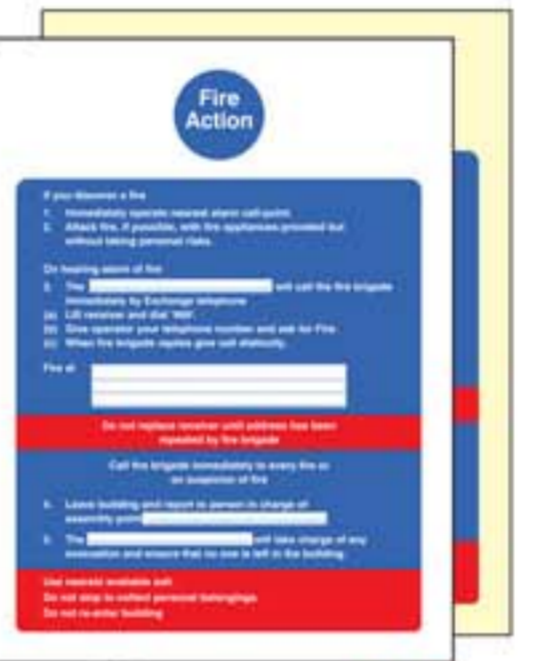 Fire
Action
If you discover a fire
1. Immediately operate nearest alarm call-point.
2. Attack fire, if possible, with fire appliances provided but
without taking personal risks.
On hearing alarm of fire
3. The will call the fire brigade
immediately by Exchange telephone
(a) Lift receiver and dial '999'.
(b) Give operator your telephone number and ask for Fire.
(c) When fire brigade replies give call distinctly.
Fire at
Do not replace receiver until address has been
repeated by fire brigade
Call the brigade immediately to every fire or
on suspicion of fire
4. Leave building and report to person in charge of
assembly point
5. The will take charge of any
evacuation and ensure that no one is left in the building
Use nearest available exit
Do not stop to collect personal belongings
Do not re-enter building